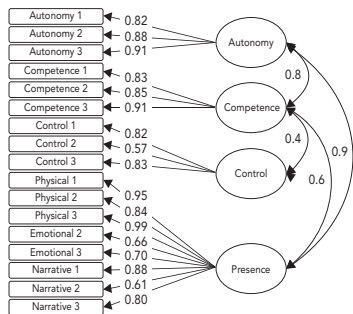 Autonomy 1
0.82
Autonomy 2
0.88
Autonomy 3
0.91
Autonomy
Competence 1
0.83
Competence 2
0.85
Competence 3
0.91
Competence
0.8
Control 1
0.82
Control 2
0.57
Control 3
0.83
Control
0.4
0.6
0.9
Physical 1
0.95
Physical 2
0.84
Physical 3
0.99
Emotional 2
0.66
Emotional 3
0.70
Narrative 1
0.88
Narrative 2
0.61
Narrative 3
0.80
Presence